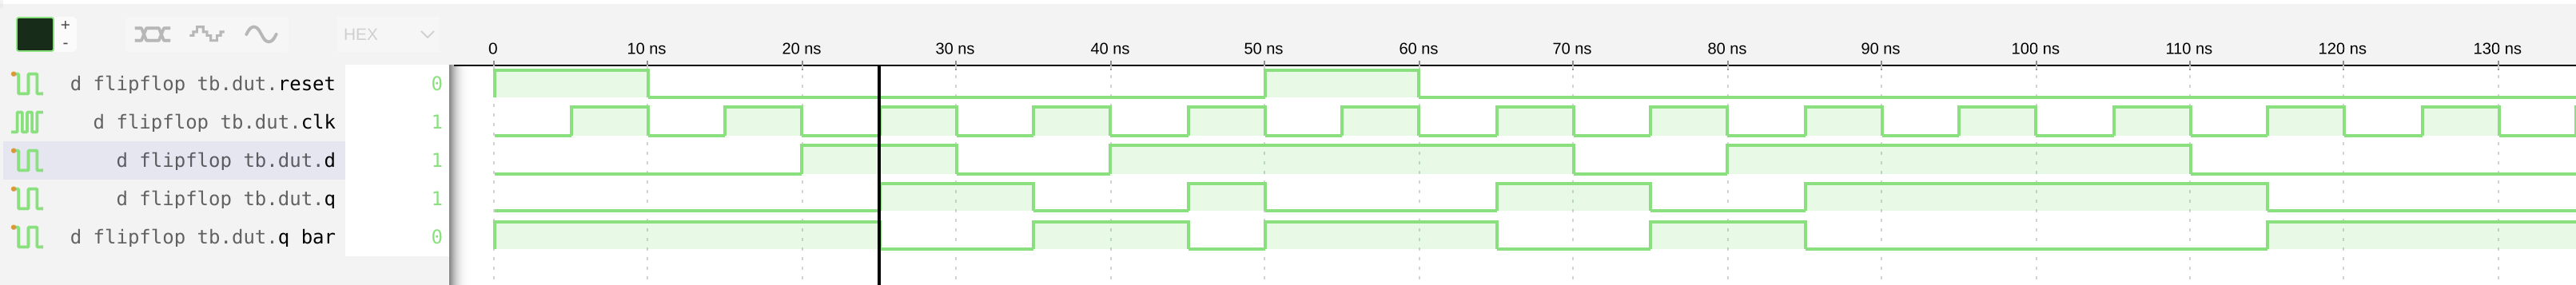 +
-
HEX
0 10 ns 20 ns 30 ns 40 ns 50 ns 60 ns 70 ns 80 ns 90 ns 100 ns 110 ns 120 ns 130 ns
d flipflop tb.dut.reset 0
d flipflop tb.dut.clk 1
d flipflop tb.dut.d 1
d flipflop tb.dut.q 1
d flipflop tb.dut.q bar 0